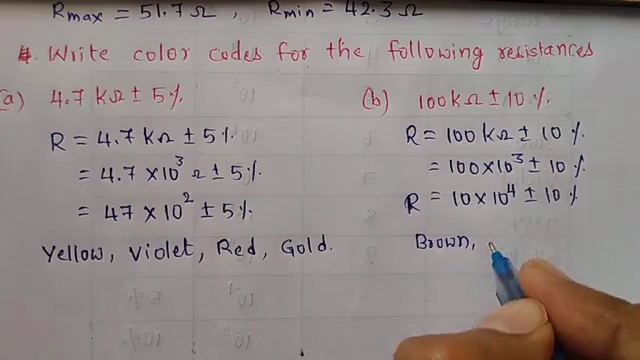 Rmax = 51.7 Ω , Rmin = 42.3 Ω
4. Write color codes for the following resistances
(a) 4.7 KΩ ± 5%
(b) 100KΩ ± 10%
R = 4.7 KΩ ± 5%
= 4.7 × 10³ Ω ± 5%
= 47 × 10² ± 5%
Yellow, Violet, Red, Gold.
R = 100 KΩ ± 10%
= 100×10³ ± 10%
R = 10×10⁴ ± 10%
Brown,